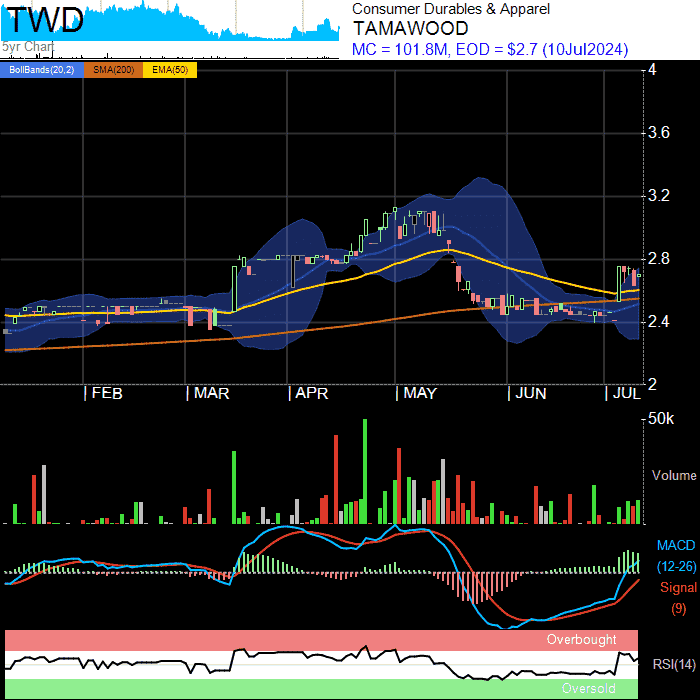 TWD
5yr Chart
Consumer Durables & Apparel
TAMAWOOD
MC = 101.8M, EOD = $2.7 (10Jul2024)
BollBands(20,2) SMA(200) EMA(50)
4
3.6
3.2
2.8
2.4
2
FEB MAR APR MAY JUN JUL
50k
Volume
MACD
(12-26)
Signal
(9)
Overbought
RSI(14)
Oversold